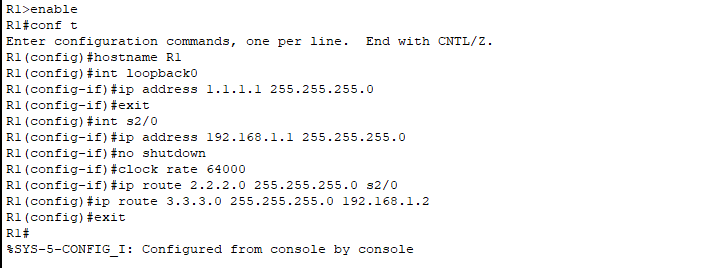 R1>enable
R1#conf t
Enter configuration commands, one per line.  End with CNTL/Z.
R1(config)#hostname R1
R1(config)#int loopback0
R1(config-if)#ip address 1.1.1.1 255.255.255.0
R1(config-if)#exit
R1(config)#int s2/0
R1(config-if)#ip address 192.168.1.1 255.255.255.0
R1(config-if)#no shutdown
R1(config-if)#clock rate 64000
R1(config-if)#ip route 2.2.2.0 255.255.255.0 s2/0
R1(config)#ip route 3.3.3.0 255.255.255.0 192.168.1.2
R1(config)#exit
R1#
%SYS-5-CONFIG_I: Configured from console by console